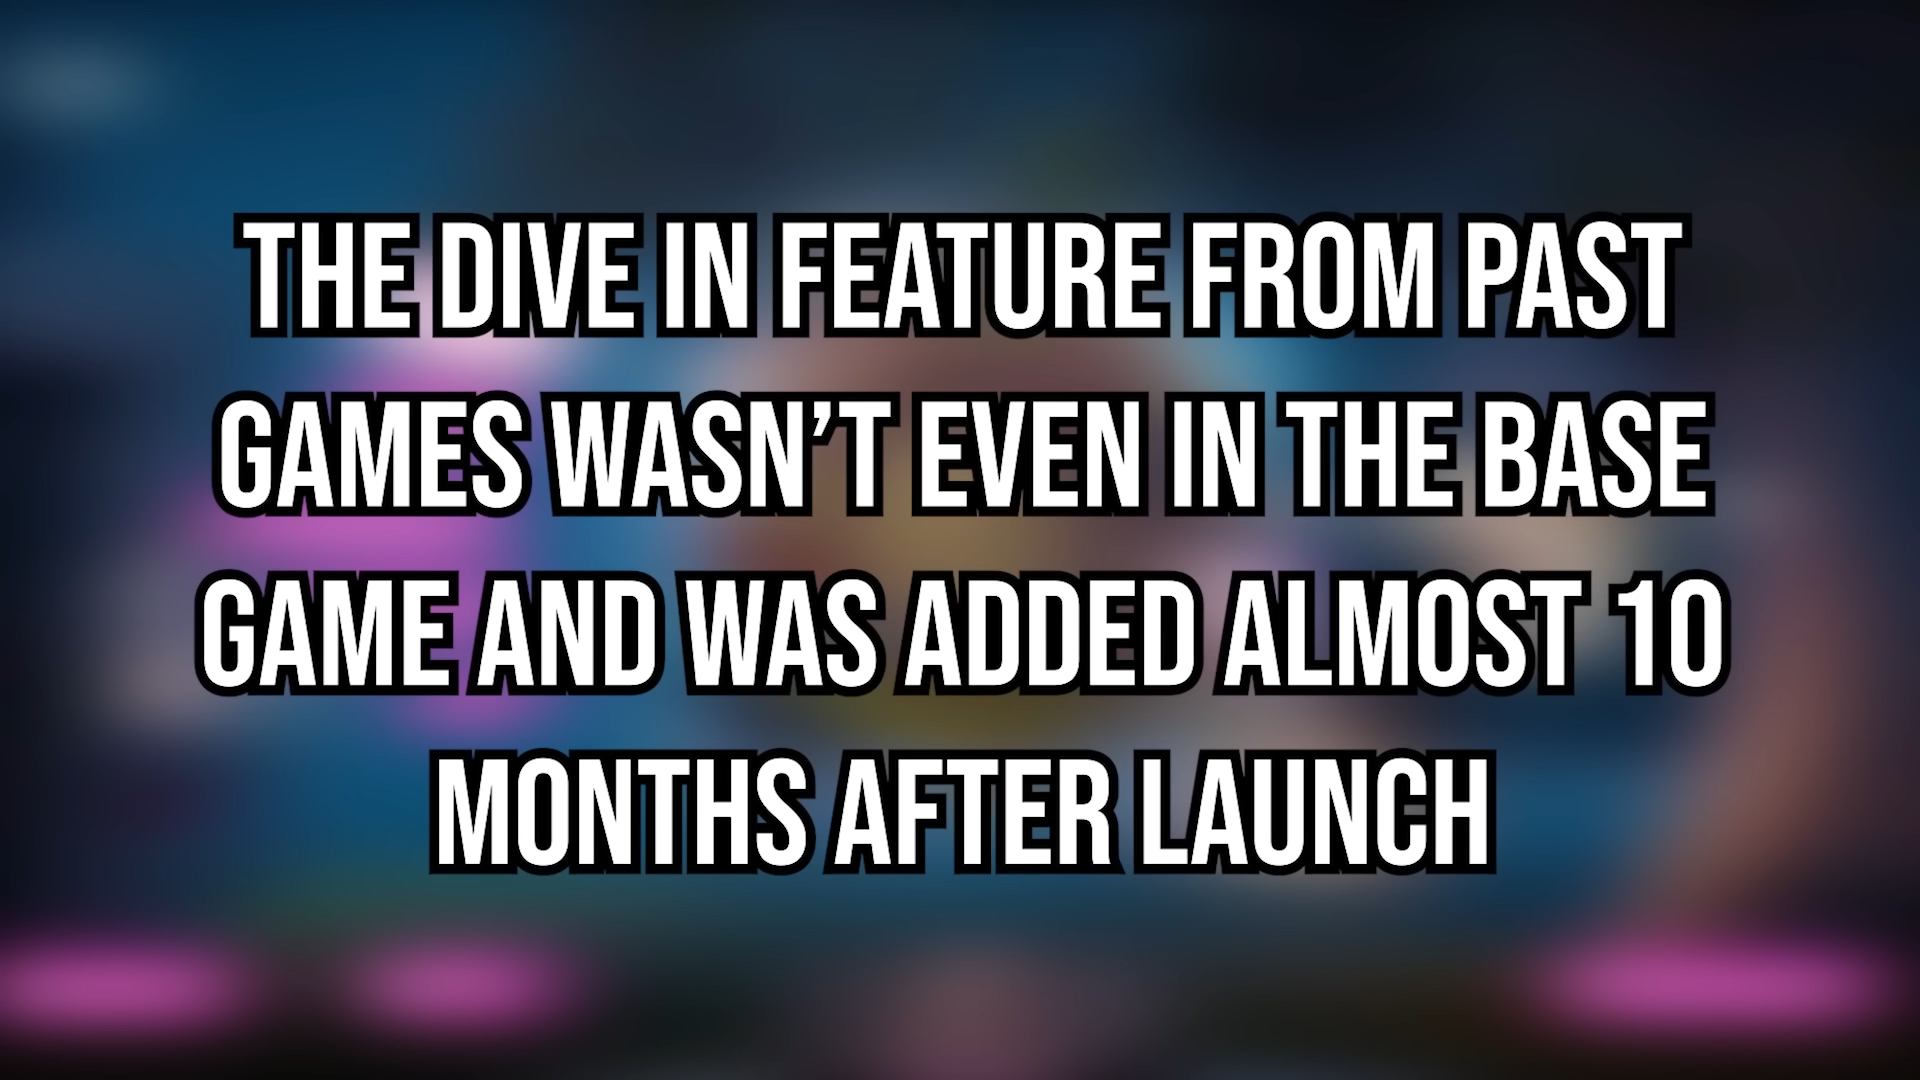 THE DIVE IN FEATURE FROM PAST
GAMES WASN'T EVEN IN THE BASE
GAME AND WAS ADDED ALMOST 10
MONTHS AFTER LAUNCH